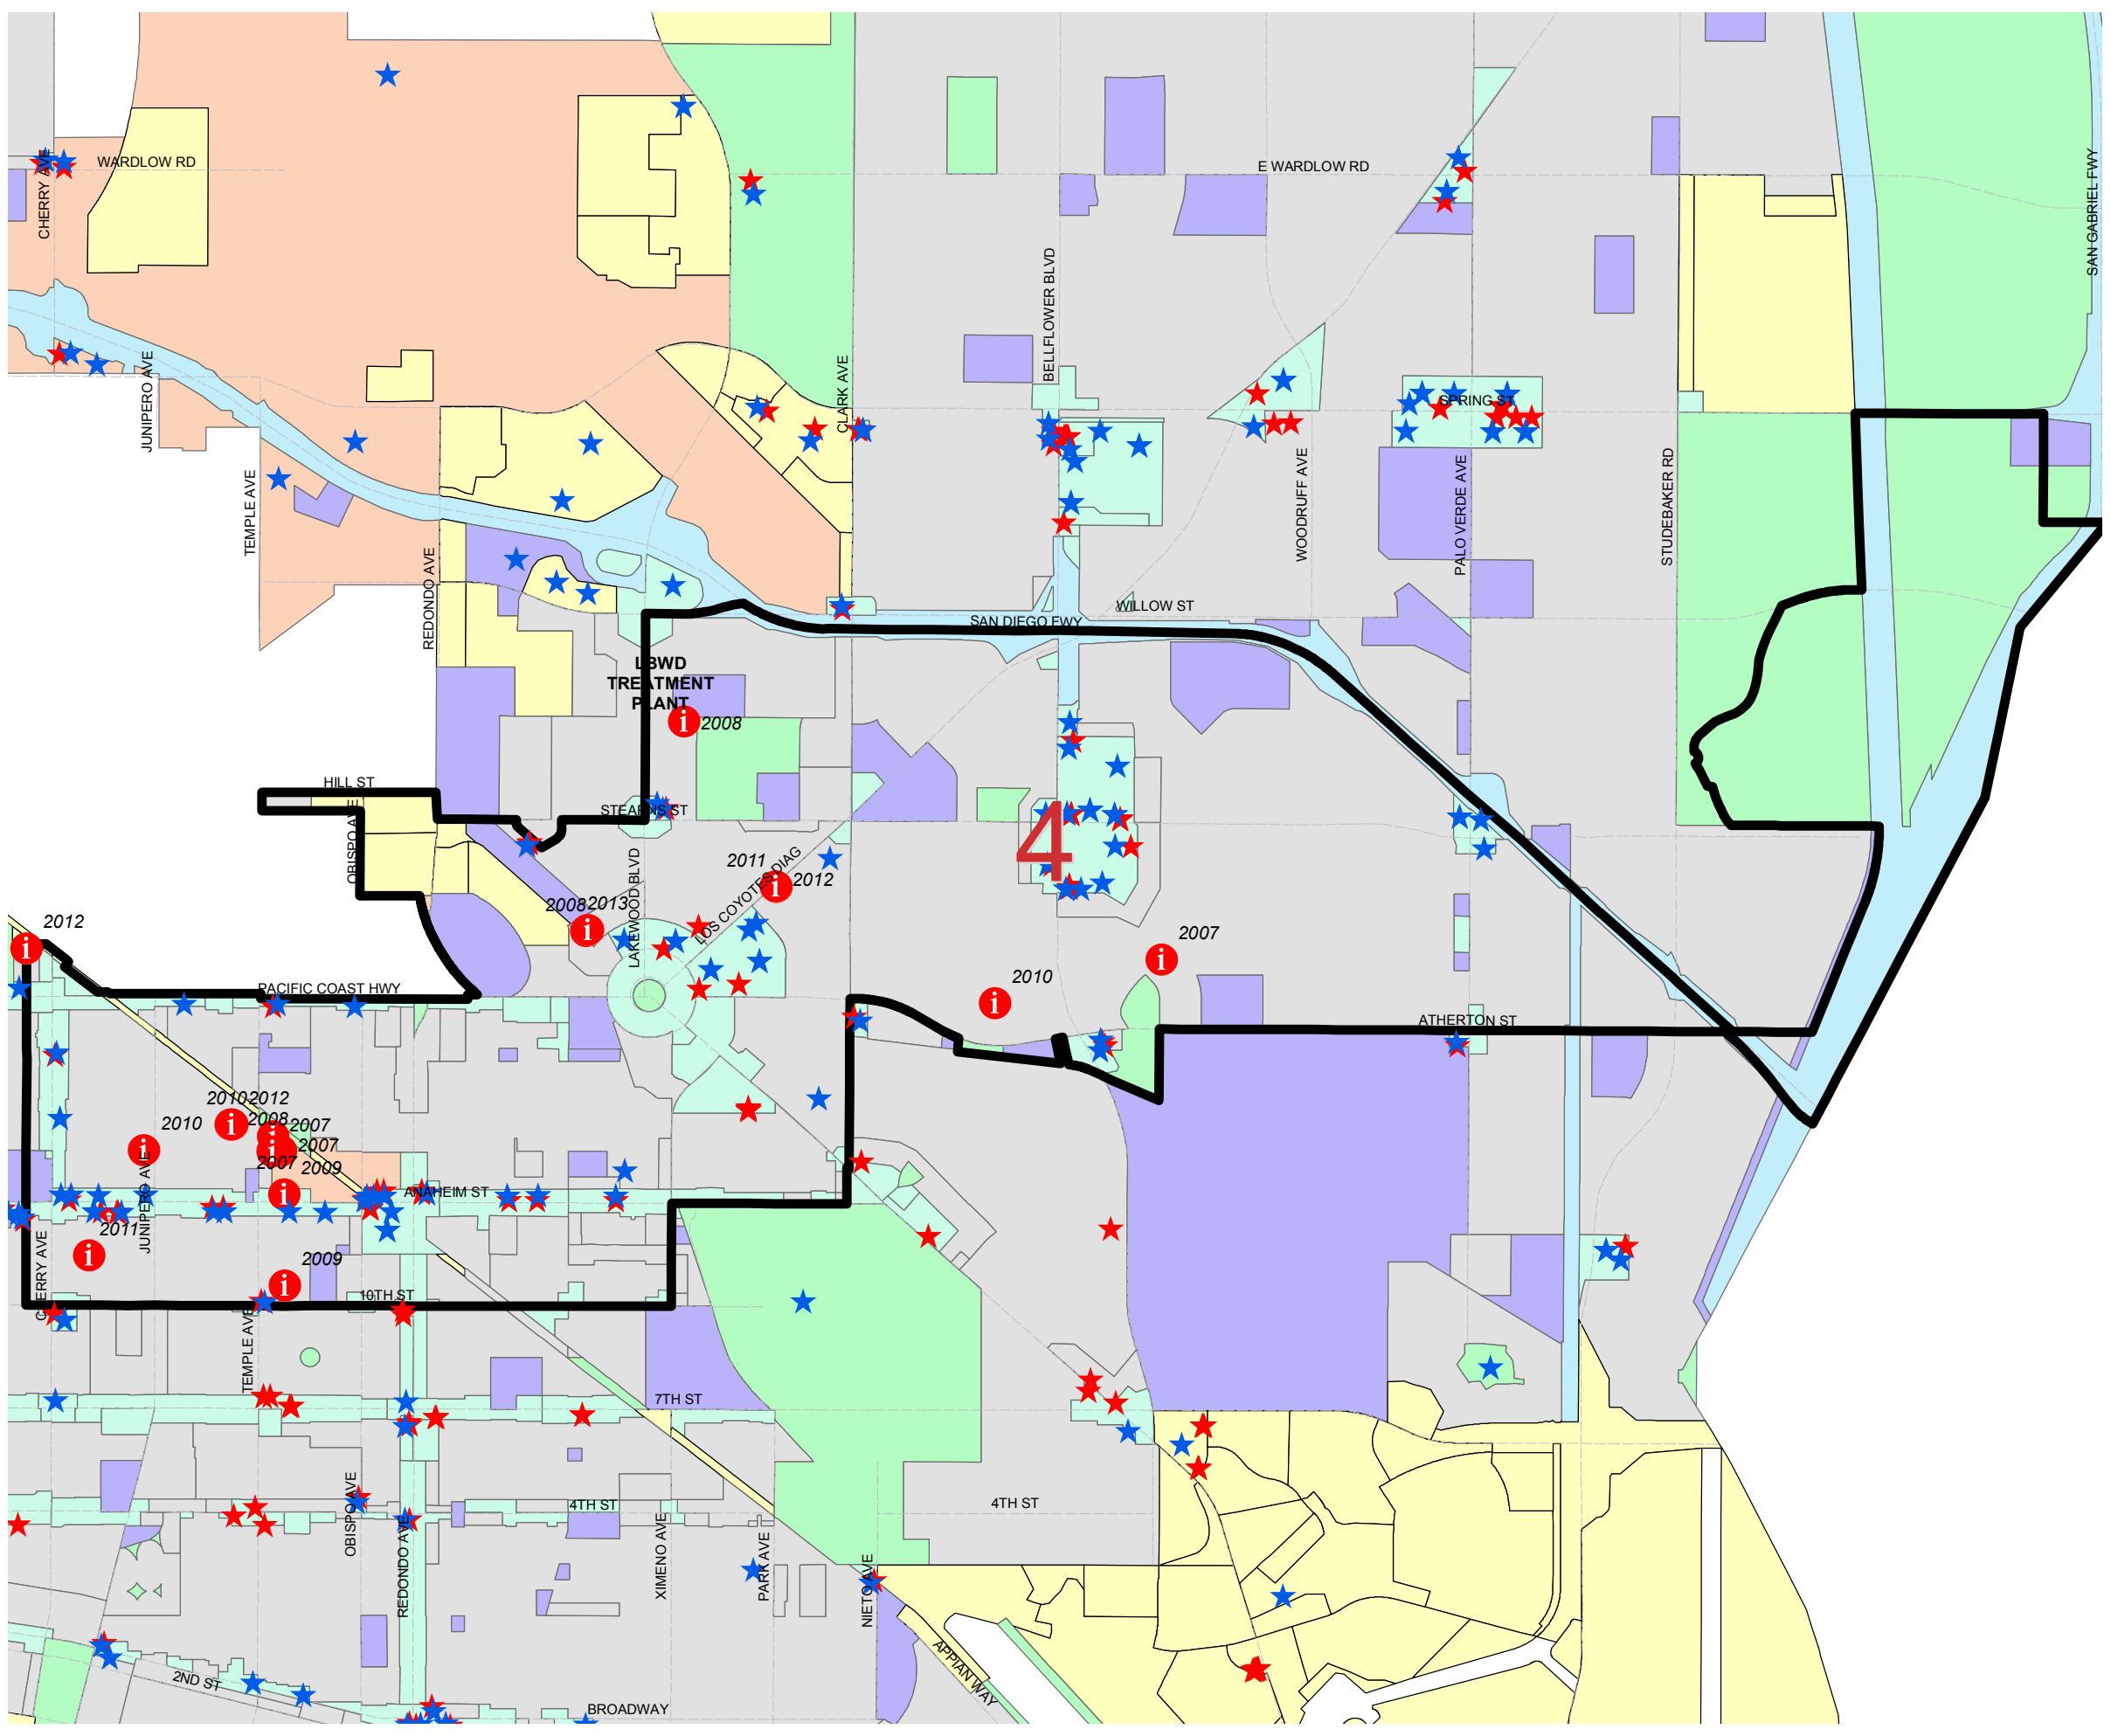 WARDLOW RD
E WARDLOW RD
CHERRY AVE
SAN GABRIEL FWY
BELLFLOWER BLVD
JUNIPERO AVE
CLARK AVE
SPRING ST
TEMPLE AVE
REDONDO AVE
WOODRUFF AVE
PALO VERDE AVE
STUDEBAKER RD
WILLOW ST
SAN DIEGO FWY
LBWD
TREATMENT
PLANT
2008
HILL ST
STEARNS ST
OBISPO AVE
4
2011
2012
LAKEWOOD BLVD
LOS COYOTES DIAG
2008
2013
2012
2007
2010
PACIFIC COAST HWY
ATHERTON ST
2010
2012
2008
2007
2010
2007
2007
2009
JUNIPERO AVE
ANAHEIM ST
2011
CHERRY AVE
2009
10TH ST
TEMPLE AVE
7TH ST
OBISPO AVE
4TH ST
4TH ST
REDONDO AVE
XIMENO AVE
PARK AVE
NIETO AVE
APPIAN WAY
2ND ST
BROADWAY